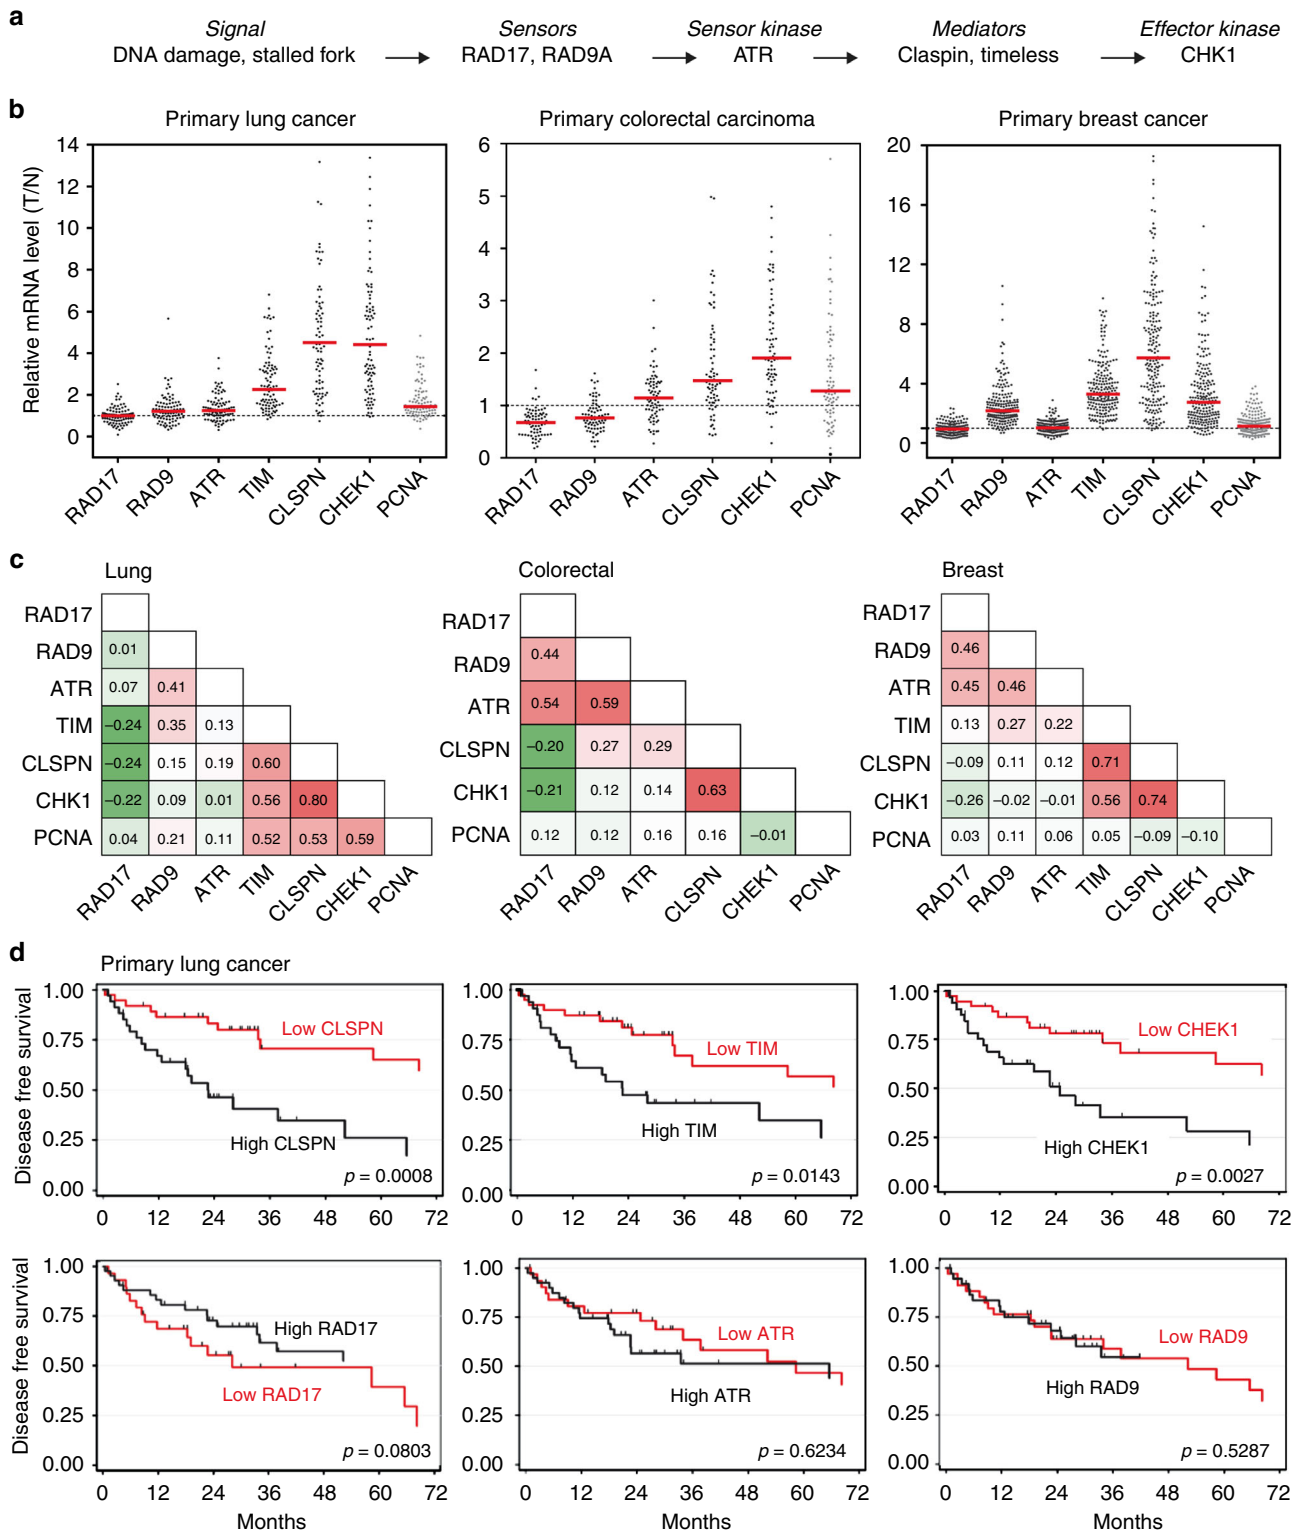 a
Signal Sensors Sensor kinase Mediators Effector kinase
DNA damage, stalled fork RAD17, RAD9A ATR Claspin, timeless CHK1
b
Primary lung cancer
Relative mRNA level (T/N)
14
12
10
8
6
4
2
0
RAD17 RAD9 ATR TIM CLSPN CHEK1 PCNA
Primary colorectal carcinoma
6
5
4
3
2
1
0
RAD17 RAD9 ATR CLSPN CHEK1 PCNA
Primary breast cancer
20
16
12
8
4
0
RAD17 RAD9 ATR TIM CLSPN CHEK1 PCNA
c
Lung
RAD17
RAD9 0.01
ATR 0.07 0.41
TIM −0.24 0.35 0.13
CLSPN −0.24 0.15 0.19 0.60
CHK1 −0.22 0.09 0.01 0.56 0.80
PCNA 0.04 0.21 0.11 0.52 0.53 0.59
RAD17 RAD9 ATR TIM CLSPN CHEK1 PCNA
Colorectal
RAD17
RAD9 0.44
ATR 0.54 0.59
CLSPN −0.20 0.27 0.29
CHK1 −0.21 0.12 0.14 0.63
PCNA 0.12 0.12 0.16 0.16 −0.01
RAD17 RAD9 ATR CLSPN CHEK1 PCNA
Breast
RAD17
RAD9 0.46
ATR 0.45 0.46
TIM 0.13 0.27 0.22
CLSPN −0.09 0.11 0.12 0.71
CHK1 −0.26 −0.02 −0.01 0.56 0.74
PCNA 0.03 0.11 0.06 0.05 −0.09 −0.10
RAD17 RAD9 ATR TIM CLSPN CHEK1 PCNA
d
Primary lung cancer
Disease free survival
1.00
0.75
0.50
0.25
0.00
Low CLSPN
High CLSPN
p = 0.0008
0 12 24 36 48 60 72
1.00
0.75
0.50
0.25
0.00
Low TIM
High TIM
p = 0.0143
0 12 24 36 48 60 72
1.00
0.75
0.50
0.25
0.00
Low CHEK1
High CHEK1
p = 0.0027
0 12 24 36 48 60 72
Disease free survival
1.00
0.75
0.50
0.25
0.00
High RAD17
Low RAD17
p = 0.0803
0 12 24 36 48 60 72
Months
1.00
0.75
0.50
0.25
0.00
Low ATR
High ATR
p = 0.6234
0 12 24 36 48 60 72
Months
1.00
0.75
0.50
0.25
0.00
Low RAD9
High RAD9
p = 0.5287
0 12 24 36 48 60 72
Months